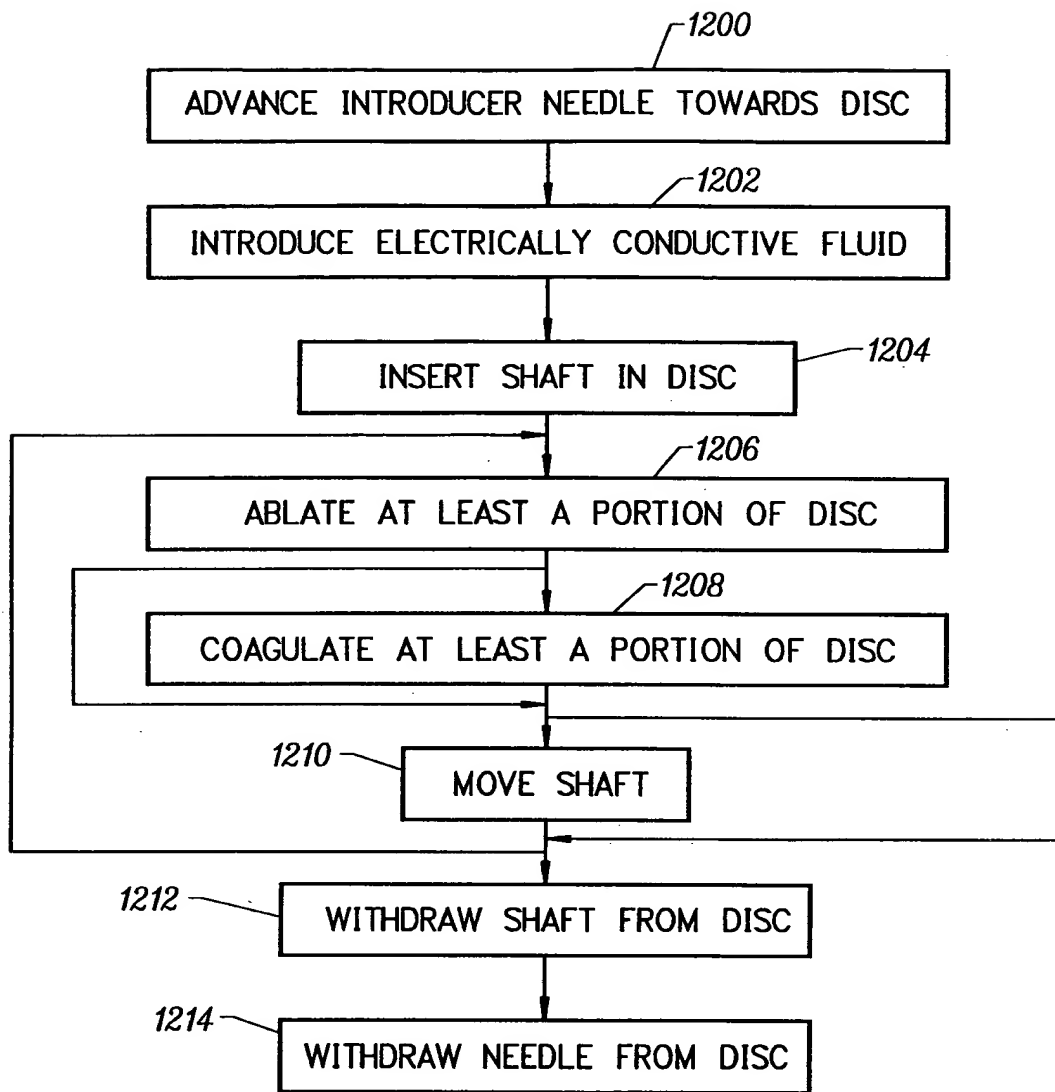 1200
ADVANCE INTRODUCER NEEDLE TOWARDS DISC
1202
INTRODUCE ELECTRICALLY CONDUCTIVE FLUID
1204
INSERT SHAFT IN DISC
1206
ABLATE AT LEAST A PORTION OF DISC
1208
COAGULATE AT LEAST A PORTION OF DISC
1210
MOVE SHAFT
1212
WITHDRAW SHAFT FROM DISC
1214
WITHDRAW NEEDLE FROM DISC